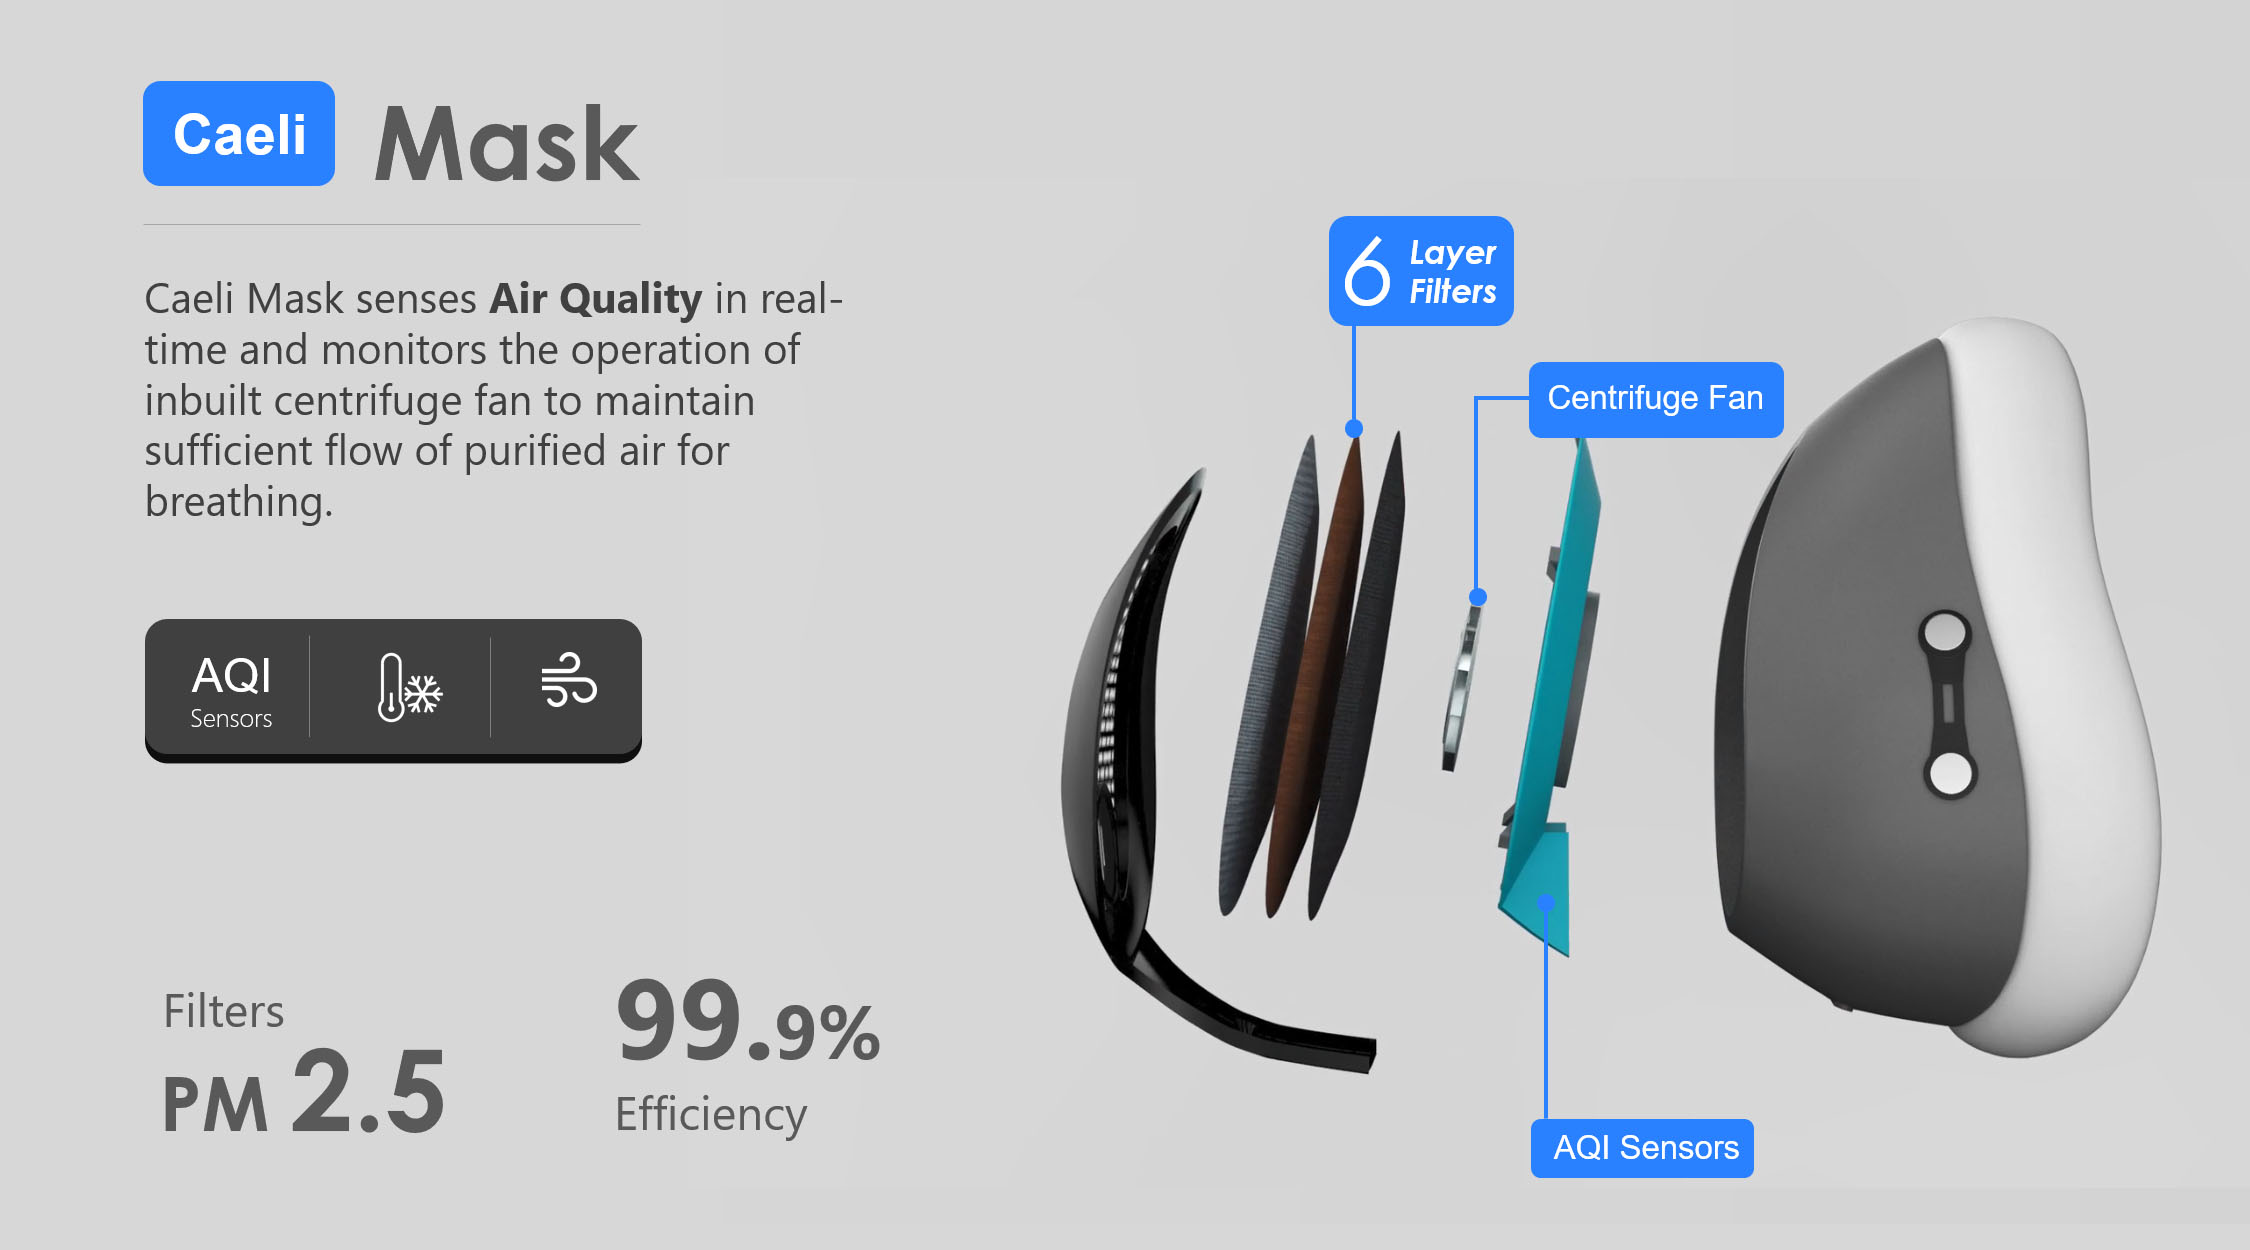 Caeli Mask
Caeli Mask senses Air Quality in real-
time and monitors the operation of
inbuilt centrifuge fan to maintain
sufficient flow of purified air for
breathing.
AQI
Sensors
Filters
PM 2.5
99.9%
Efficiency
6 Layer
Filters
Centrifuge Fan
AQI Sensors